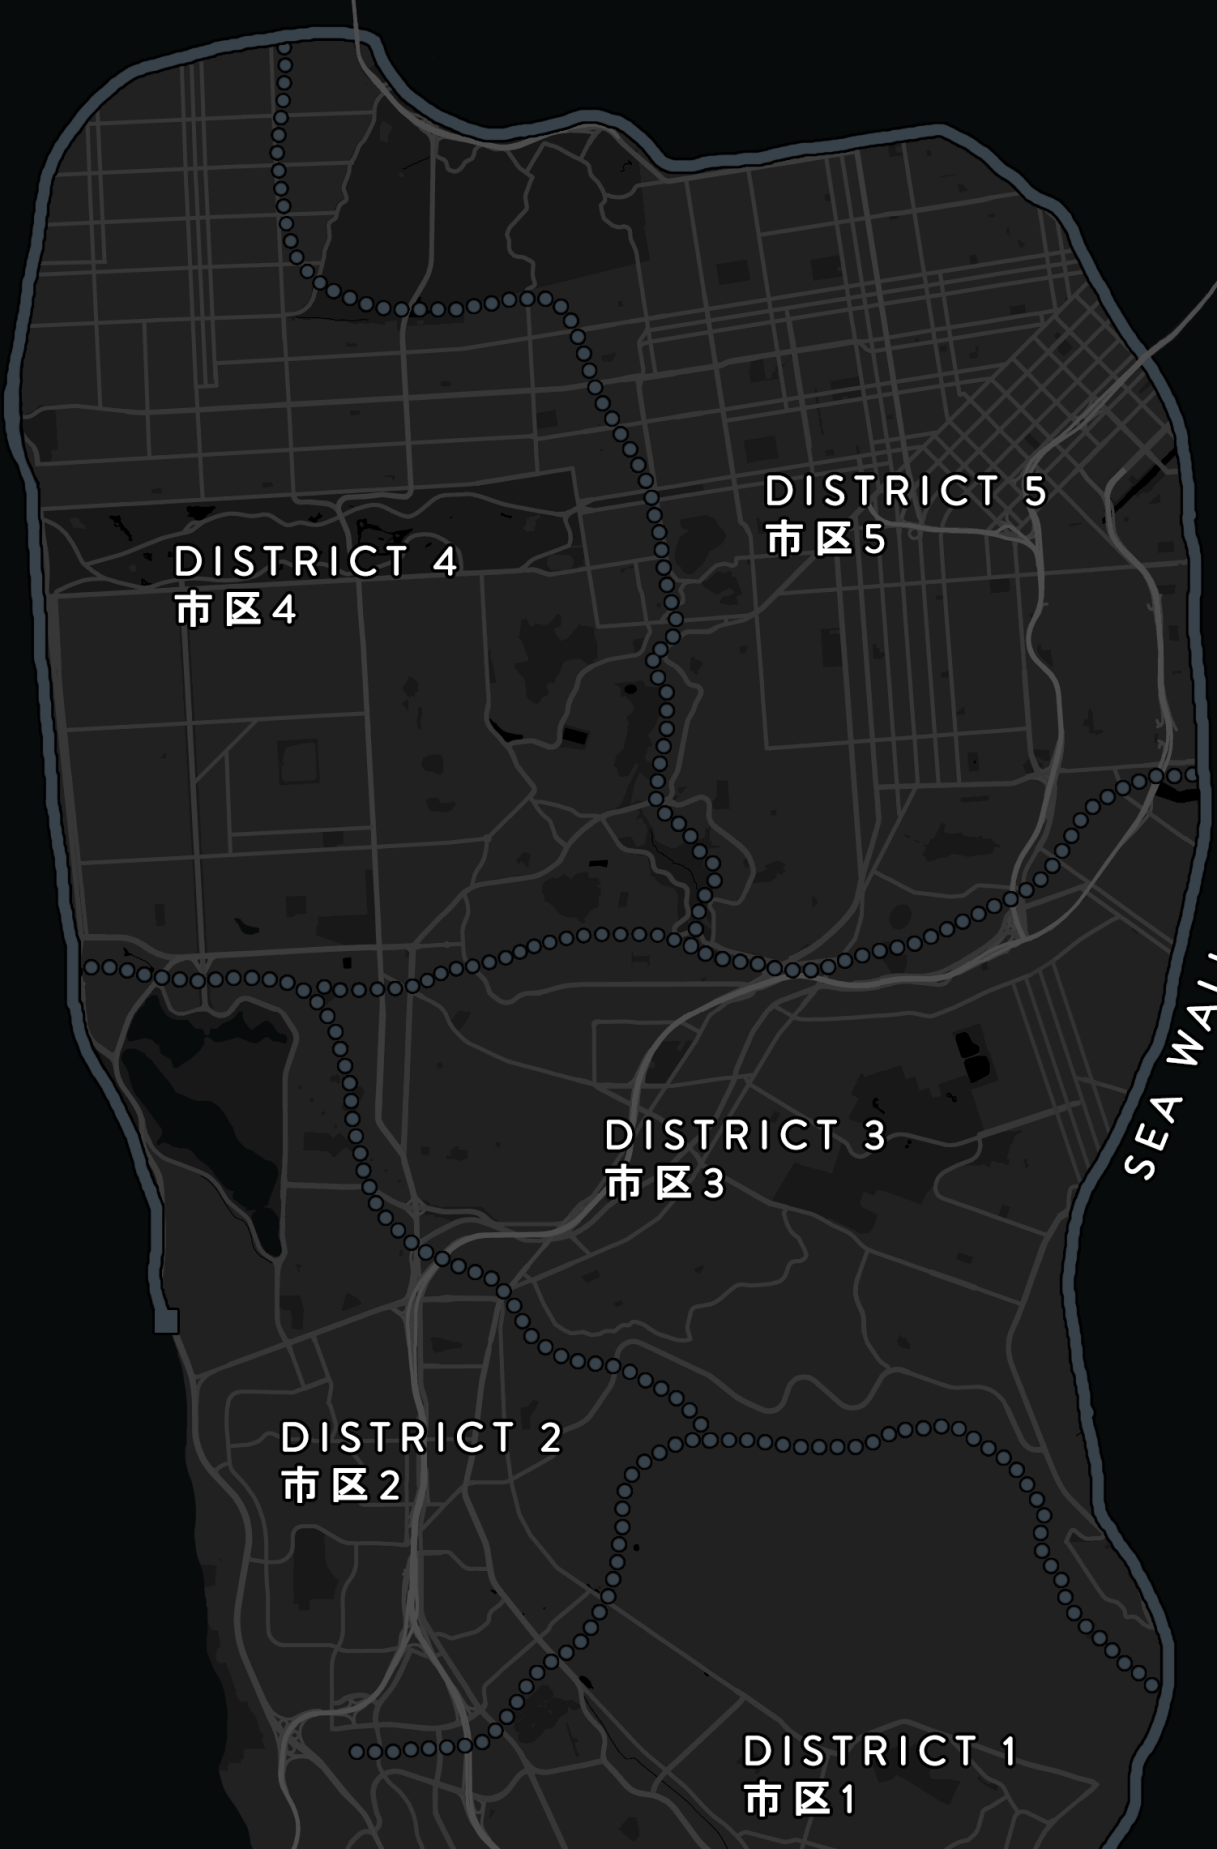 DISTRICT 5
市区5
DISTRICT 4
市区4
SEA WALL
DISTRICT 3
市区3
DISTRICT 2
市区2
DISTRICT 1
市区1